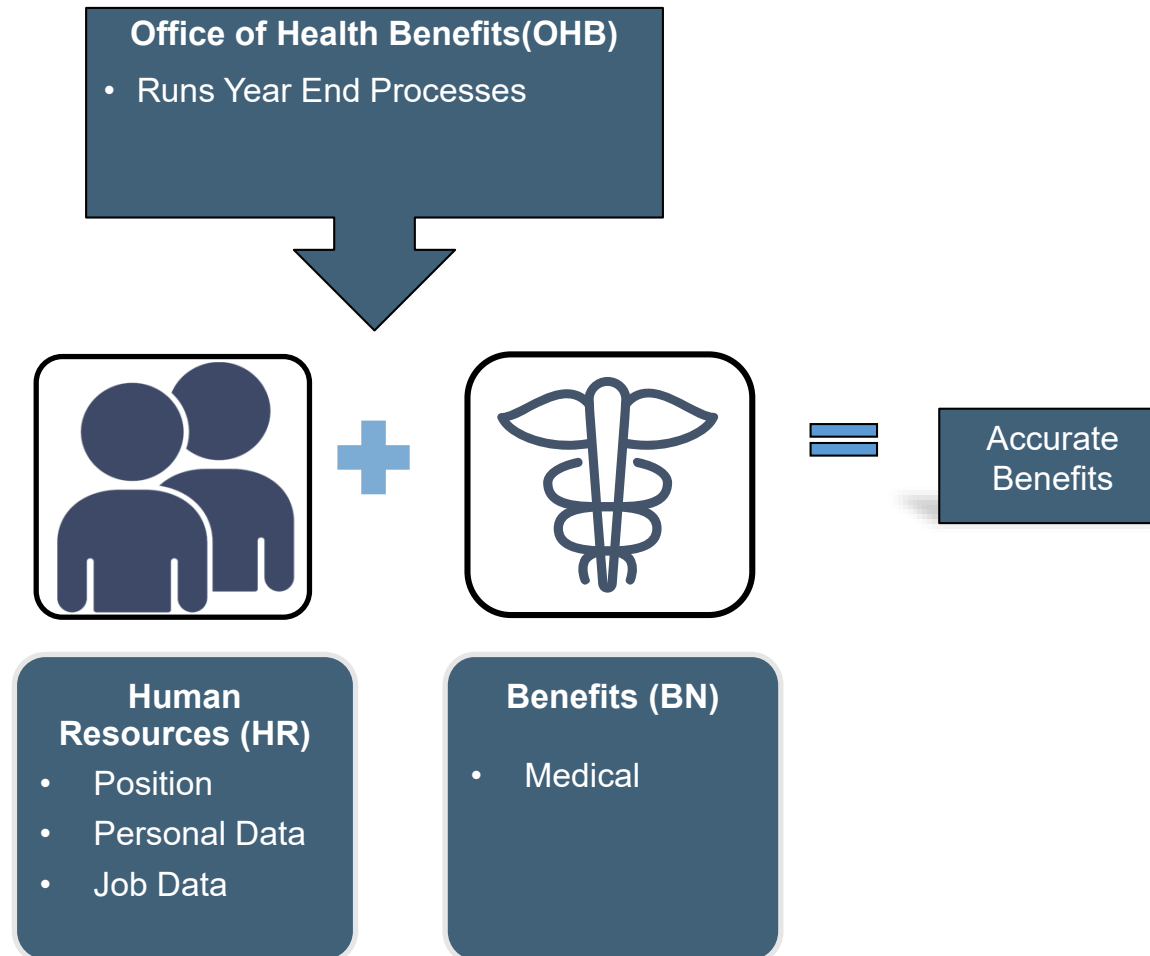 Office of Health Benefits(OHB)
• Runs Year End Processes
Accurate
Benefits
Human
Resources (HR)
• Position
• Personal Data
• Job Data
Benefits (BN)
• Medical